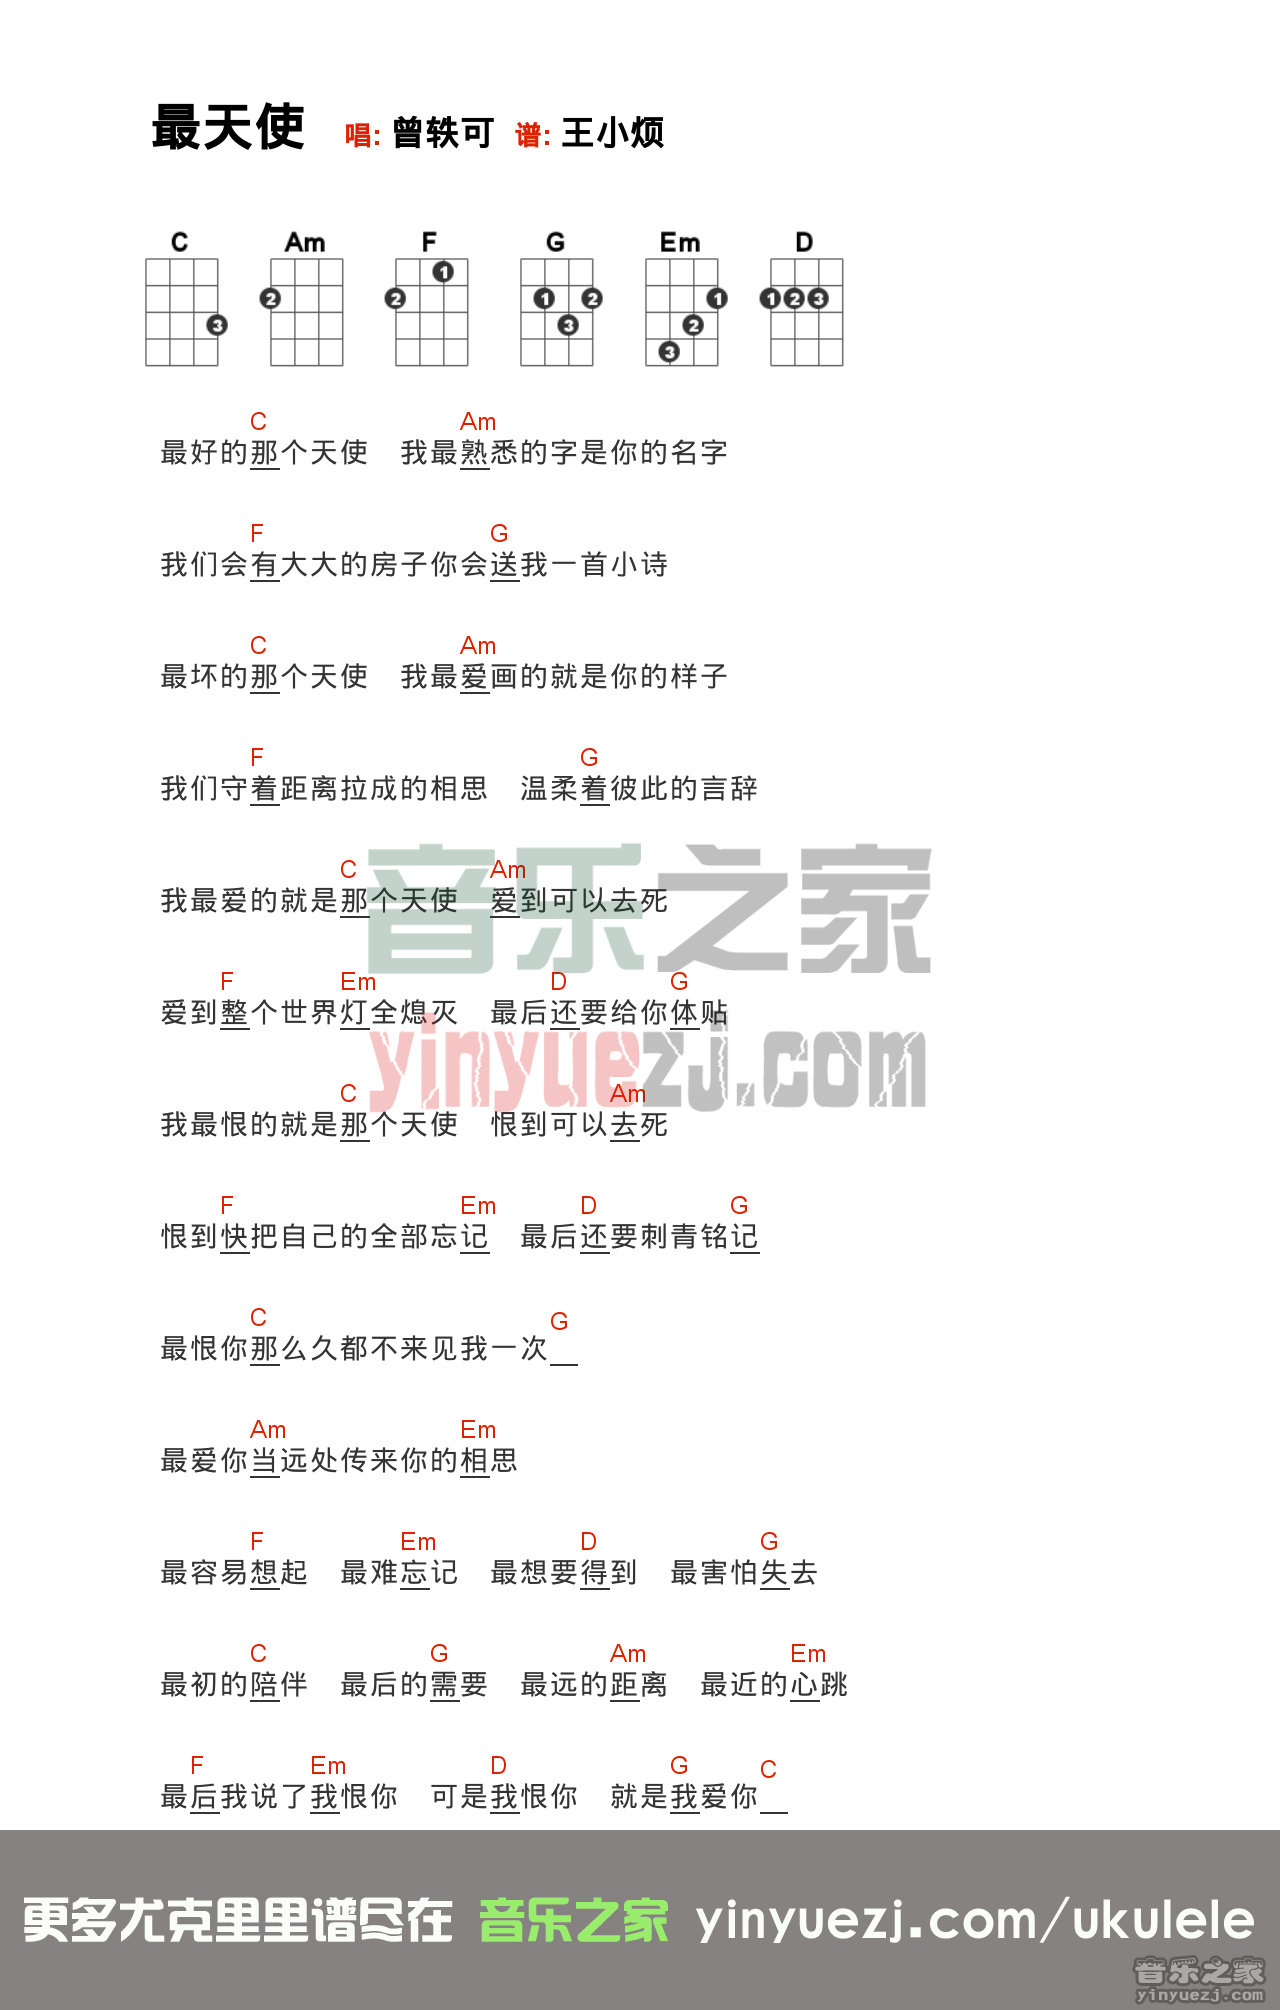 最天使 唱: 曾轶可 谱: 王小烦
C Am F G Em D
3 2 1 2 1 2 3 1 2 3 1 2 3
C Am
最好的那个天使 我最熟悉的字是你的名字
F G
我们会有大大的房子你会送我一首小诗
C Am
最坏的那个天使 我最爱画的就是你的样子
F G
我们守着距离拉成的相思 温柔着彼此的言辞
音乐之家
C Am
我最爱的就是那个天使 爱到可以去死
F Em D G
爱到整个世界灯全熄灭 最后还要给你体贴
yinyuezj.com
C Am
我最恨的就是那个天使 恨到可以去死
F Em D G
恨到快把自己的全部忘记 最后还要刺青铭记
C G
最恨你那么久都不来见我一次__
Am Em
最爱你当远处传来你的相思
F Em D G
最容易想起 最难忘记 最想要得到 最害怕失去
C G Am Em
最初的陪伴 最后的需要 最远的距离 最近的心跳
F Em D G C
最后我说了我恨你 可是我恨你 就是我爱你__
更多尤克里里谱尽在 音乐之家 yinyuezj.com/ukulele
音乐之家
yinyuezj.com